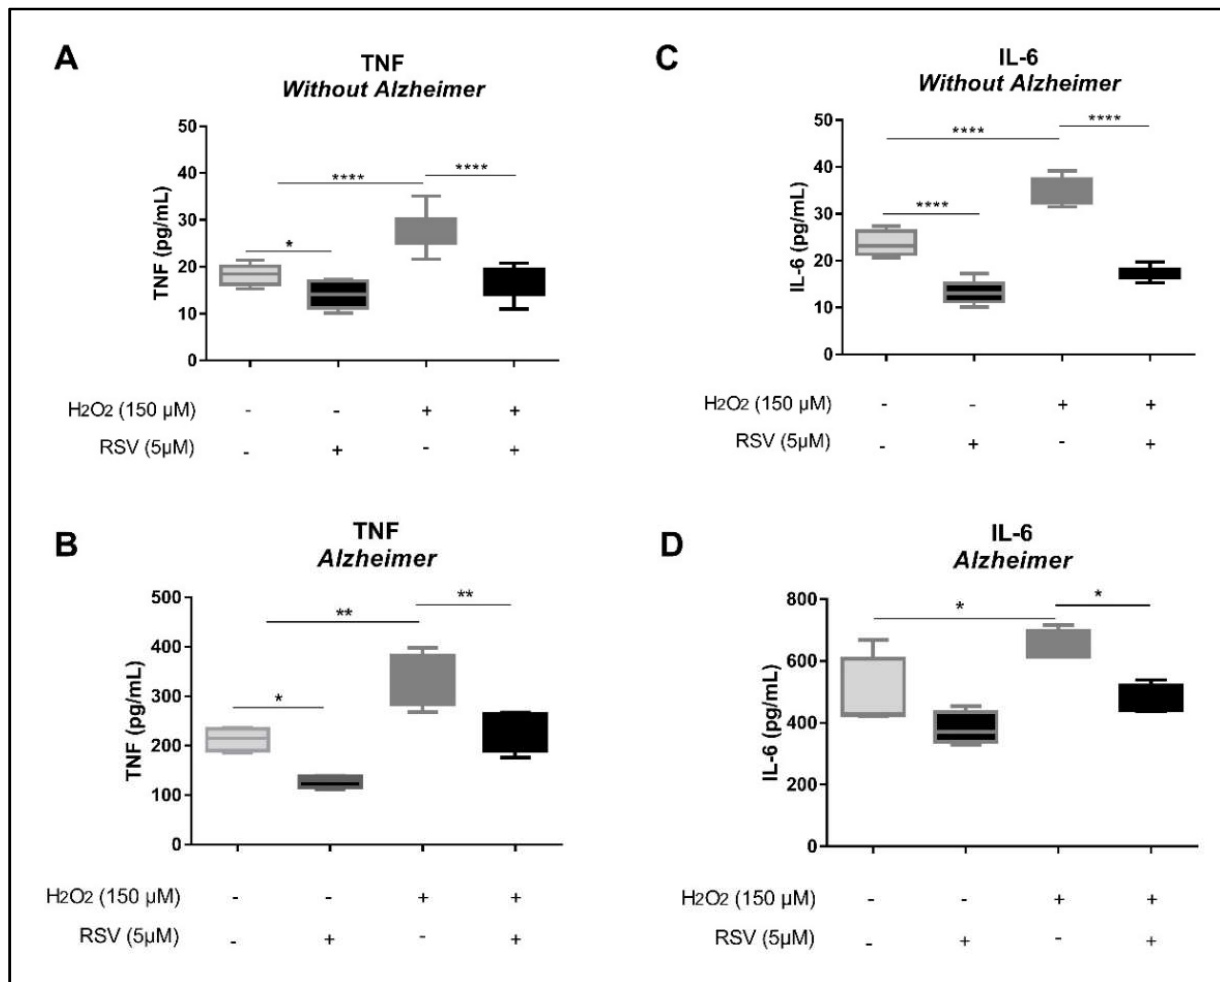 A
TNF
Without Alzheimer
TNF (pg/mL)
50
40
30
20
10
0
*
****
****
H2O2 (150 µM) - - + +
RSV (5µM) - + - +
C
IL-6
Without Alzheimer
IL-6 (pg/mL)
50
40
30
20
10
0
****
****
****
H2O2 (150 µM) - - + +
RSV (5µM) - + - +
B
TNF
Alzheimer
TNF (pg/mL)
500
400
300
200
100
0
*
**
**
H2O2 (150 µM) - - + +
RSV (5µM) - + - +
D
IL-6
Alzheimer
IL-6 (pg/mL)
800
600
400
200
0
*
*
H2O2 (150 µM) - - + +
RSV (5µM) - + - +